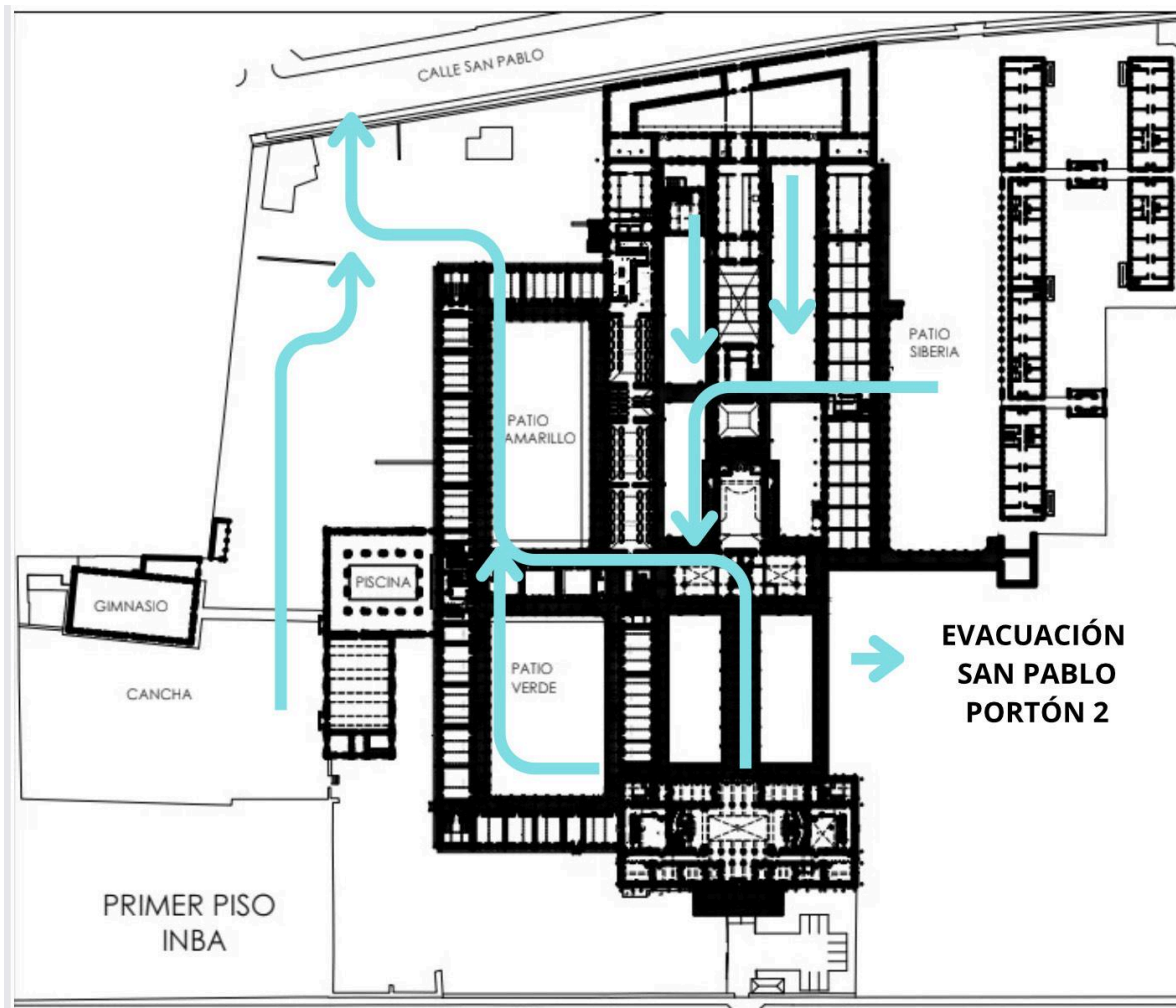 CALLE SAN PABLO
PATIO
SIBERIA
PATIO
AMARILLO
PISCINA
GIMNASIO
EVACUACIÓN
SAN PABLO
PORTÓN 2
PATIO
VERDE
CANCHA
PRIMER PISO
INBA